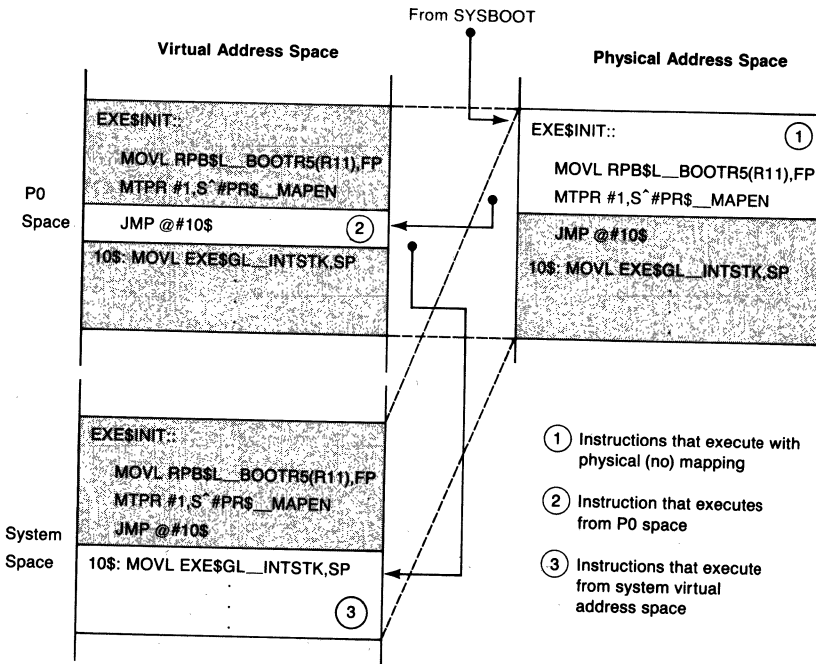 From SYSBOOT
Virtual Address Space
Physical Address Space
P0
Space
EXE$INIT::
MOVL RPB$L__BOOTR5(R11),FP
MTPR #1,S^#PR$__MAPEN
JMP @#10$
2
10$: MOVL EXE$GL__INTSTK,SP
.
.
.
EXE$INIT::
1
MOVL RPB$L__BOOTR5(R11),FP
MTPR #1,S^#PR$__MAPEN
JMP @#10$
10$: MOVL EXE$GL__INTSTK,SP
.
.
.
System
Space
EXE$INIT::
MOVL RPB$L__BOOTR5(R11),FP
MTPR #1,S^#PR$__MAPEN
JMP @#10$
10$: MOVL EXE$GL__INTSTK,SP
.
.
.
3
1 Instructions that execute with
physical (no) mapping
2 Instruction that executes
from P0 space
3 Instructions that execute
from system virtual
address space